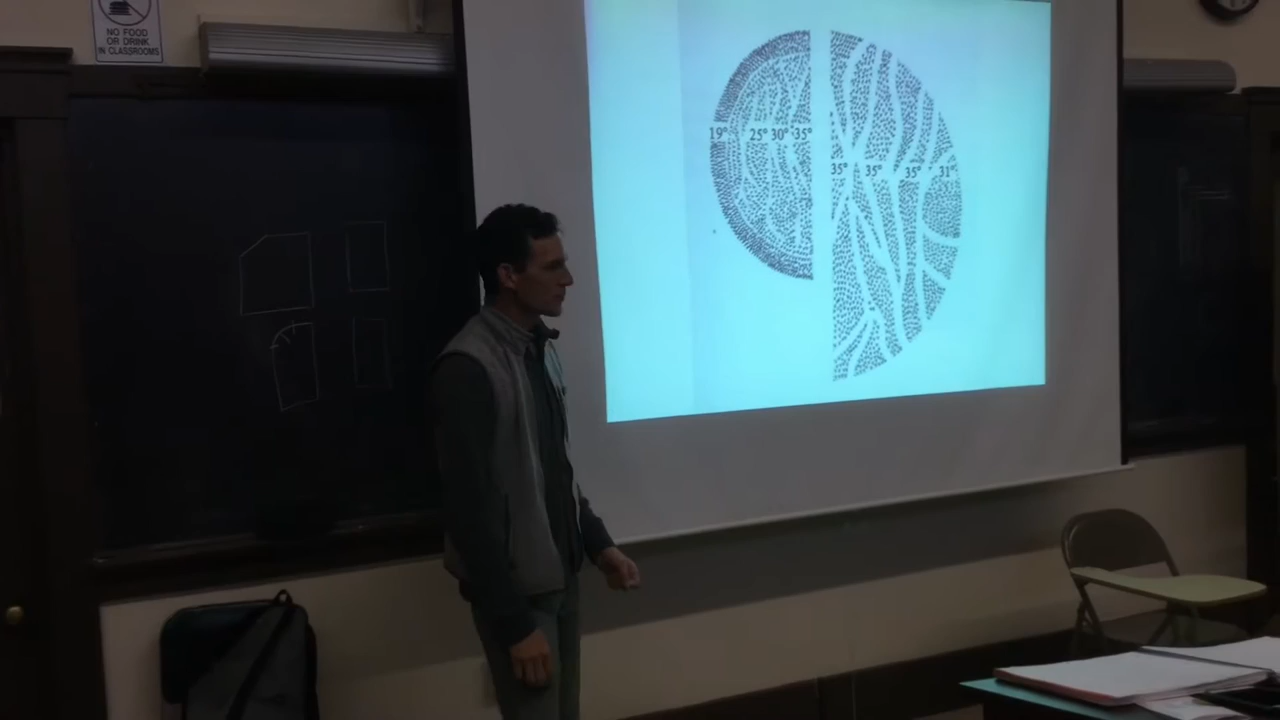 NO FOOD
OR DRINK
IN CLASSROOMS
19° 25° 30° 35°
35° 35° 35° 31°